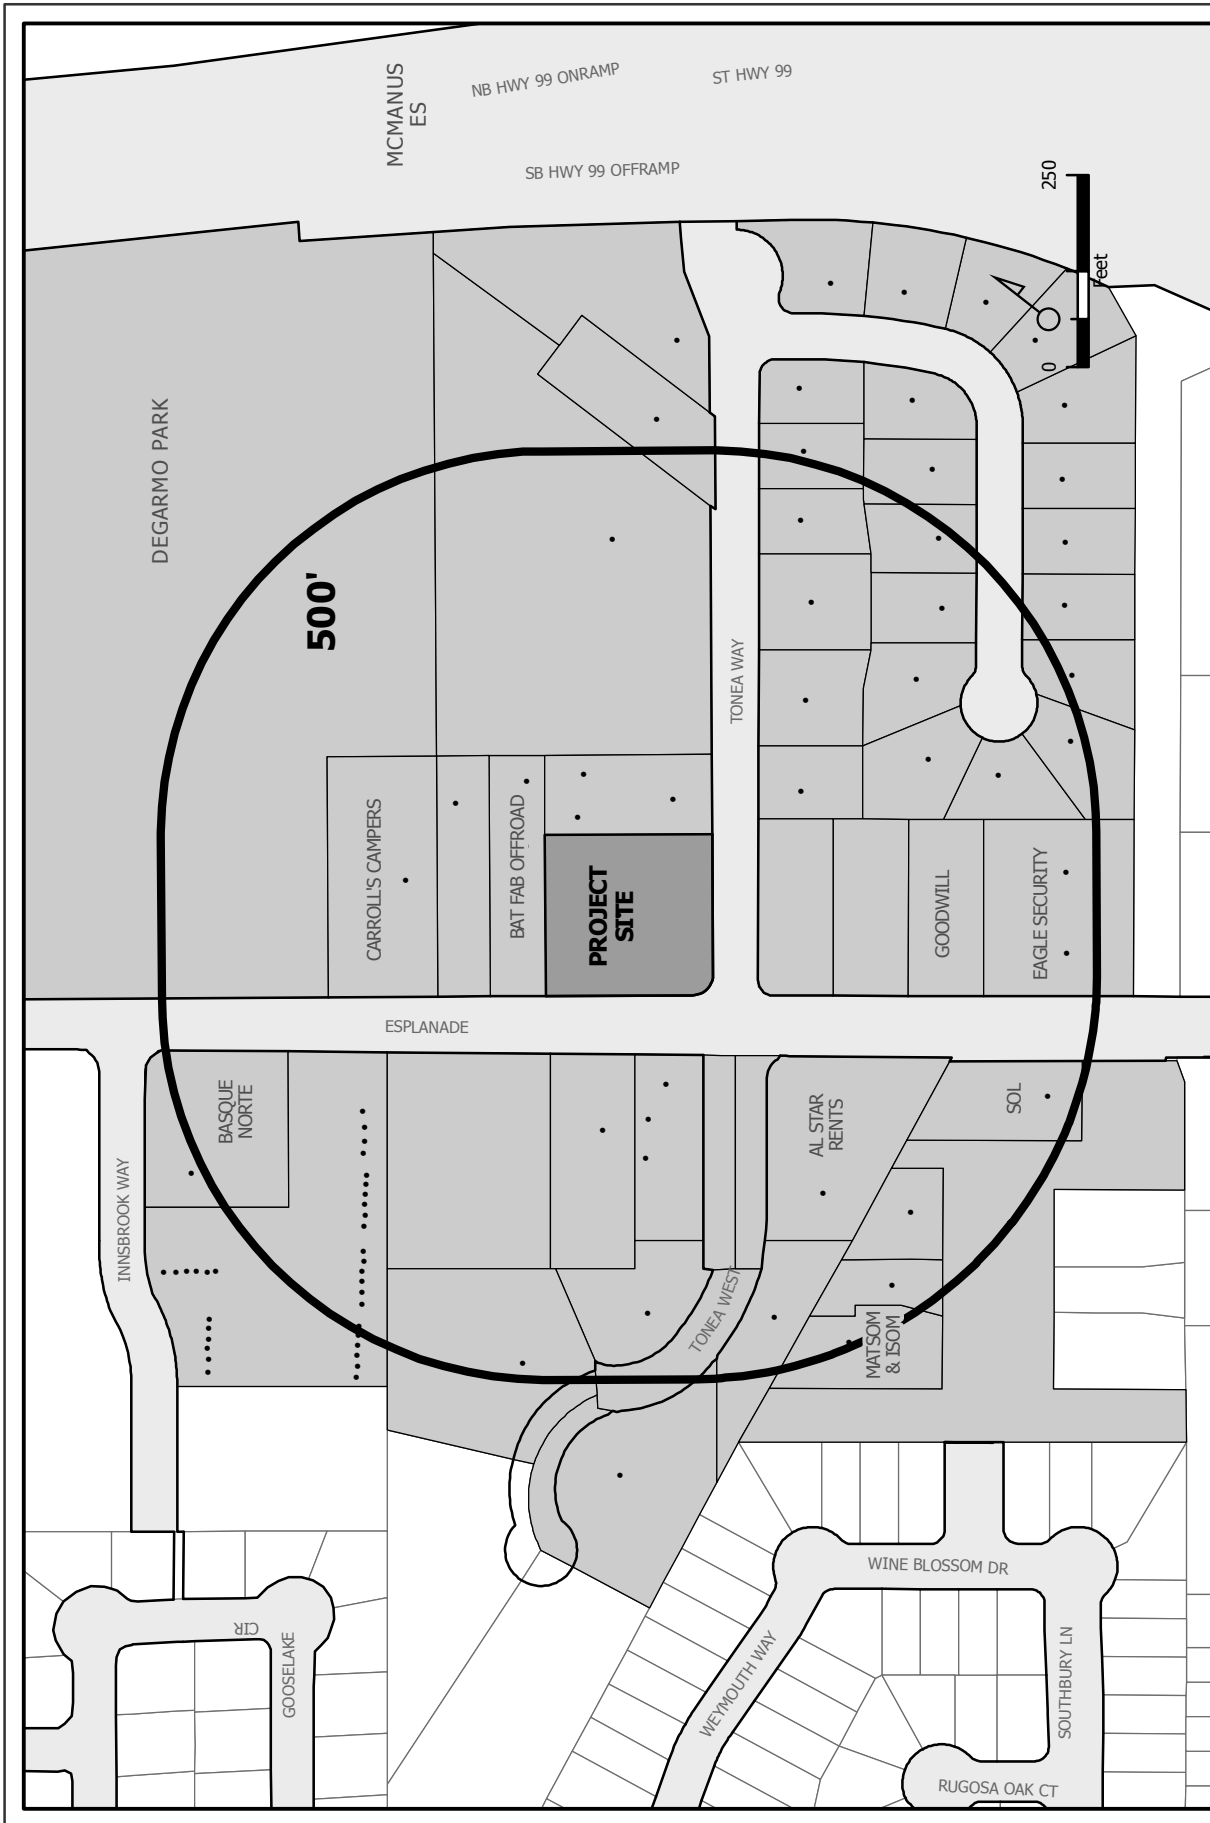 MCMANUS
ES
NB HWY 99 ONRAMP
ST HWY 99
SB HWY 99 OFFRAMP
250
Feet
0
DEGARMO PARK
500'
TONEA WAY
CARROLL'S CAMPERS
BAT FAB OFFROAD
PROJECT
SITE
GOODWILL
EAGLE SECURITY
ESPLANADE
BASQUE
NORTE
AL STAR
RENTS
SOL
INNSBROOK WAY
TONEA WEST
MATSOM
& ISOM
WINE BLOSSOM DR
CIR
GOOSELAKE
WEYMOUTH WAY
SOUTHBURY LN
RUGOSA OAK CT